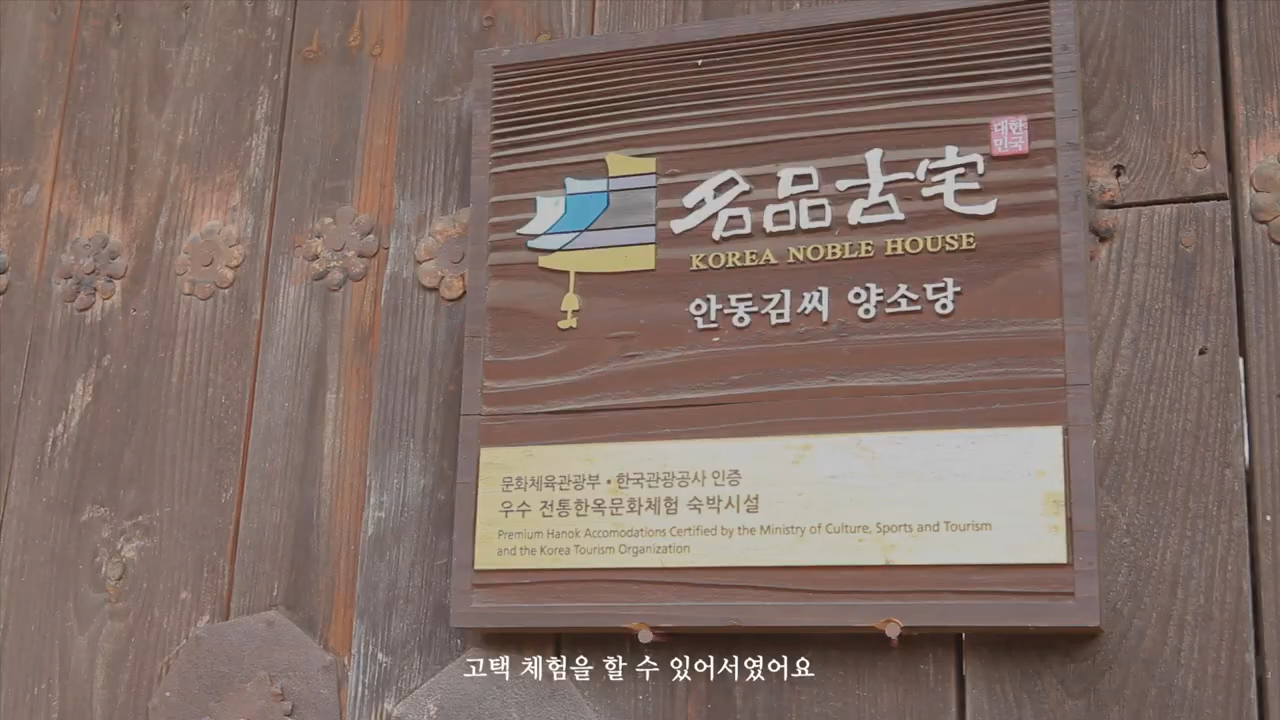 대한
민국
名品古宅
KOREA NOBLE HOUSE
안동김씨 양소당
문화체육관광부 • 한국관광공사 인증
우수 전통한옥문화체험 숙박시설
Premium Hanok Accomodations Certified by the Ministry of Culture, Sports and Tourism
and the Korea Tourism Organization
고택 체험을 할 수 있어서였어요